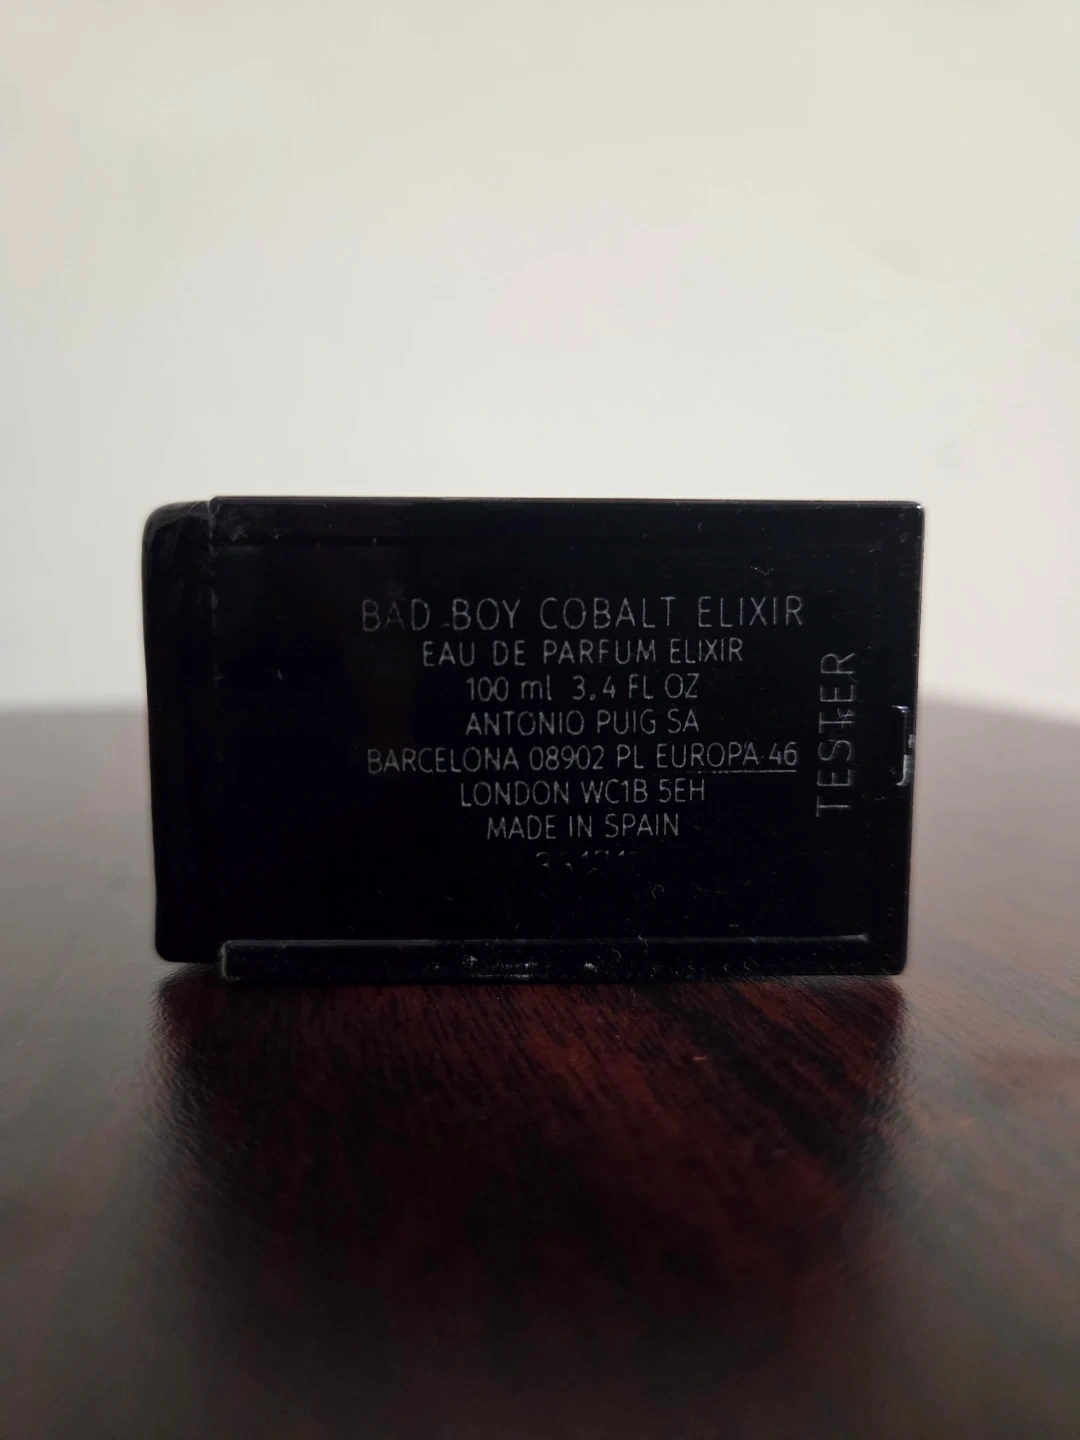 BAD BOY COBALT ELIXIR
EAU DE PARFUM ELIXIR
100 ml 3.4 FL OZ
ANTONIO PUIG SA
BARCELONA 08902 PL EUROPA 46
LONDON WC1B 5EH
MADE IN SPAIN
TESTER